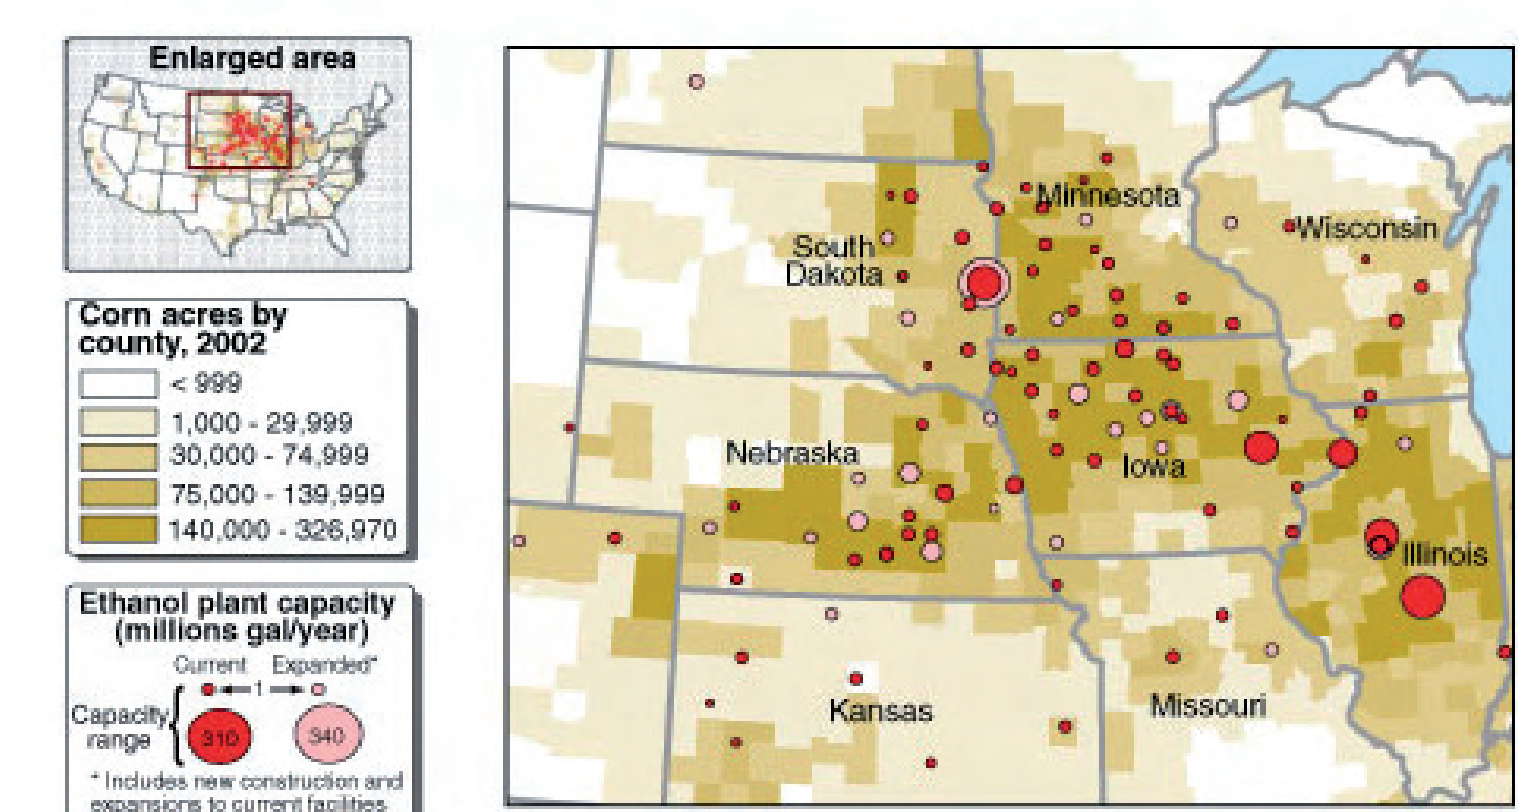 Enlarged area
Corn acres by
county, 2002
< 999
1,000 - 29,999
30,000 - 74,999
75,000 - 139,999
140,000 - 326,970
Ethanol plant capacity
(millions gal/year)
Current Expanded*
1
Capacity
range
310 340
* Includes new construction and
expansions to current facilities
Minnesota
Wisconsin
South
Dakota
Nebraska
Iowa
Illinois
Kansas
Missouri